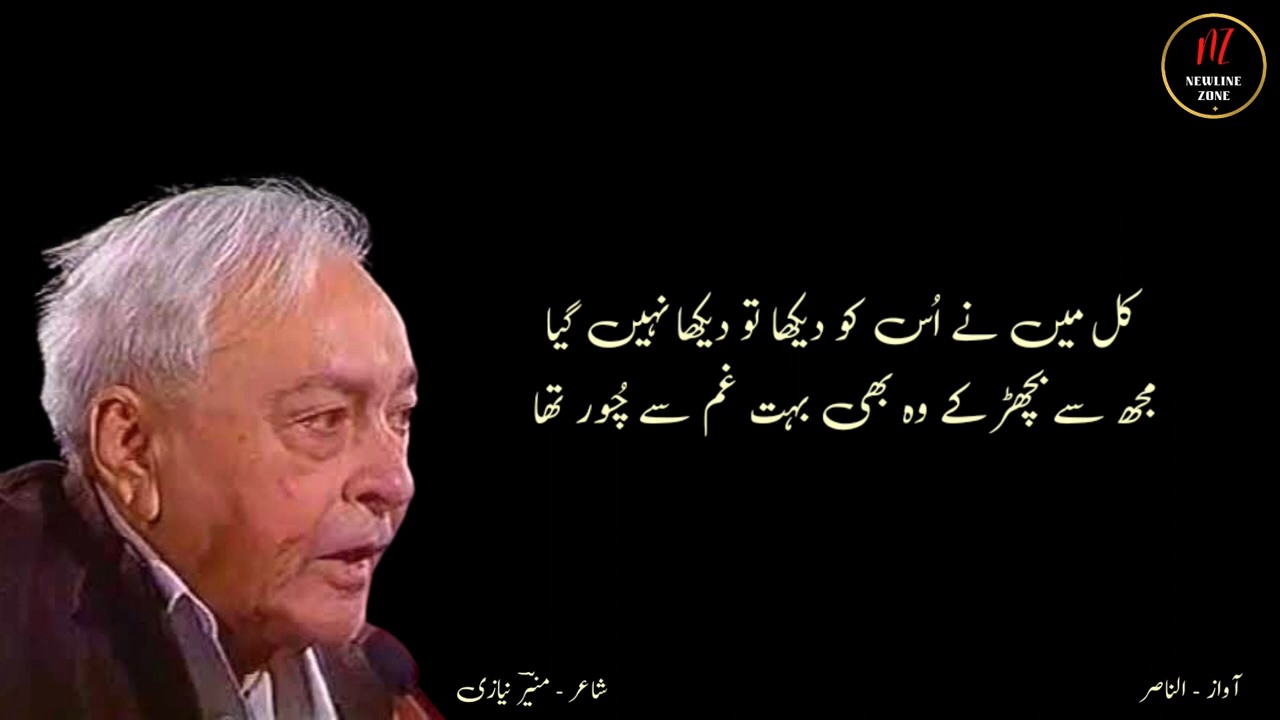 NZ
NEWLINE
ZONE
کل میں نے اُس کو دیکھا تو دیکھا نہیں گیا
مجھ سے بچھڑ کے وہ بھی بہت غم سے چُور تھا
شاعر - منیرؔ نیازی
آواز - الناصر